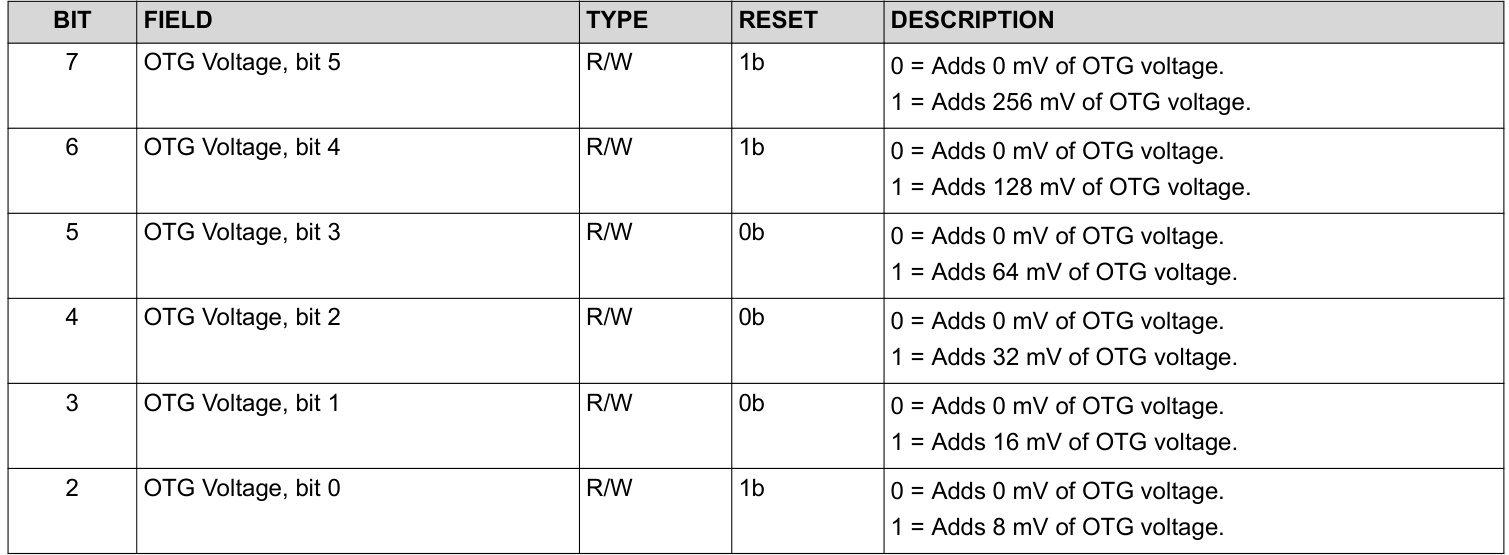 BIT FIELD TYPE RESET DESCRIPTION
7 OTG Voltage, bit 5 R/W 1b 0 = Adds 0 mV of OTG voltage.
1 = Adds 256 mV of OTG voltage.
6 OTG Voltage, bit 4 R/W 1b 0 = Adds 0 mV of OTG voltage.
1 = Adds 128 mV of OTG voltage.
5 OTG Voltage, bit 3 R/W 0b 0 = Adds 0 mV of OTG voltage.
1 = Adds 64 mV of OTG voltage.
4 OTG Voltage, bit 2 R/W 0b 0 = Adds 0 mV of OTG voltage.
1 = Adds 32 mV of OTG voltage.
3 OTG Voltage, bit 1 R/W 0b 0 = Adds 0 mV of OTG voltage.
1 = Adds 16 mV of OTG voltage.
2 OTG Voltage, bit 0 R/W 1b 0 = Adds 0 mV of OTG voltage.
1 = Adds 8 mV of OTG voltage.